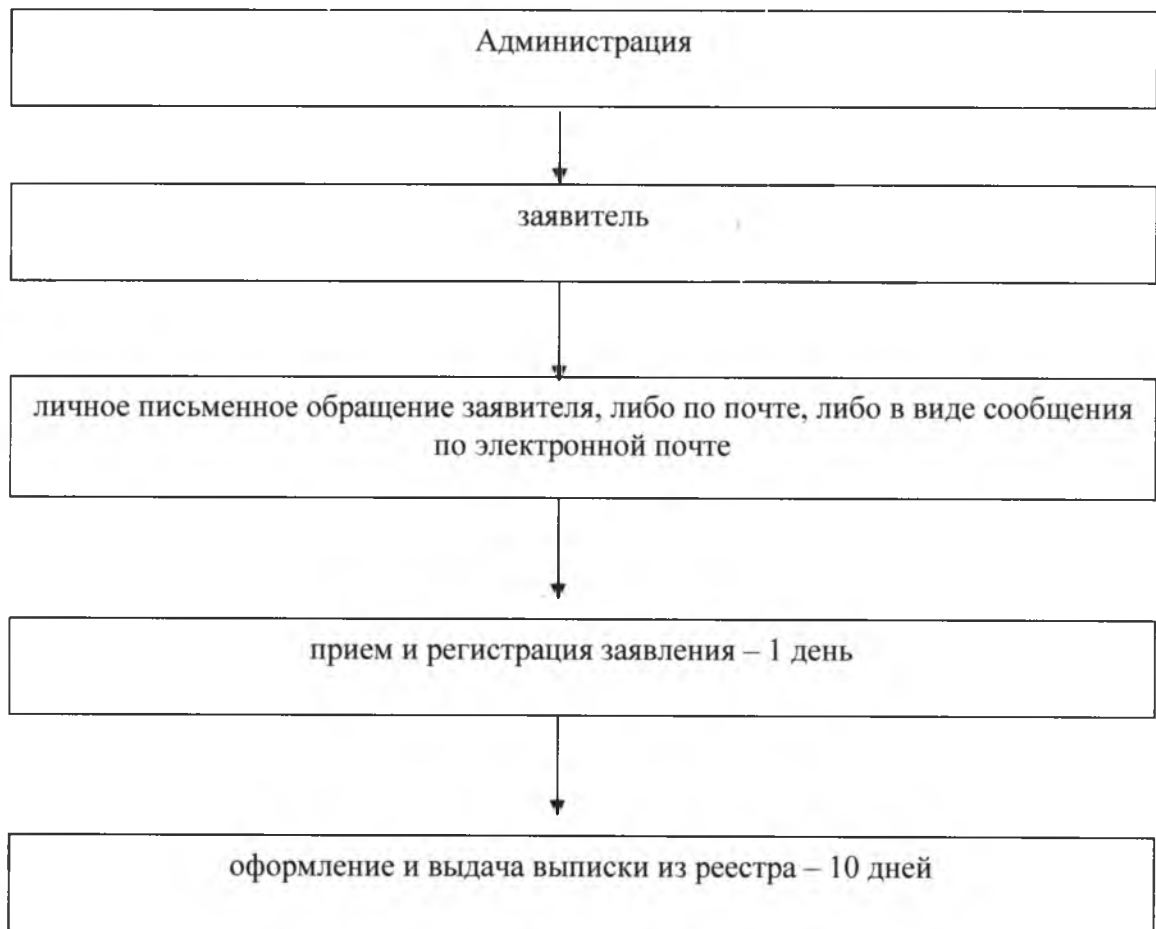 Администрация
заявитель
личное письменное обращение заявителя, либо по почте, либо в виде сообщения
по электронной почте
прием и регистрация заявления – 1 день
оформление и выдача выписки из реестра – 10 дней